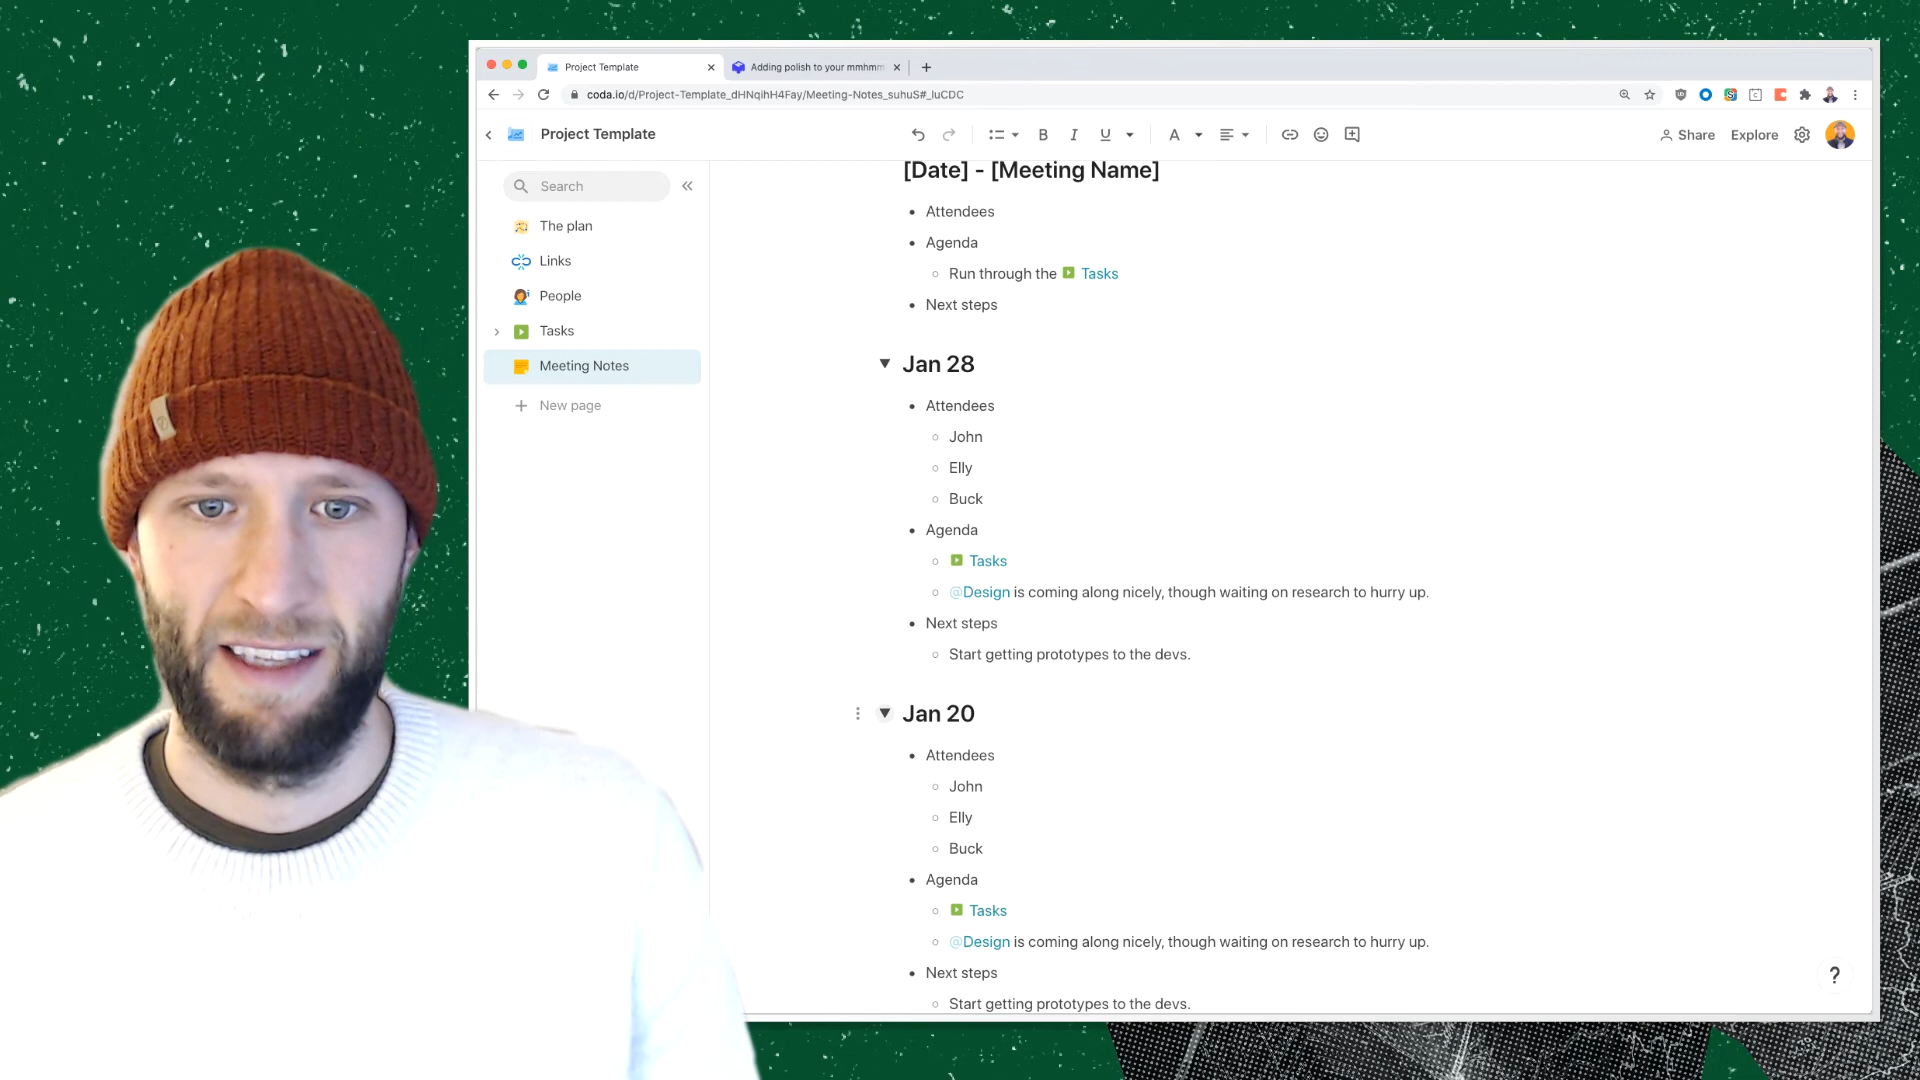 Project Template
Adding polish to your mmhmm
coda.io/d/Project-Template_dHNqihH4Fay/Meeting-Notes_suhuS#_luCDC
Project Template
B I U A
Share Explore
Search
The plan
Links
People
Tasks
Meeting Notes
New page
[Date] - [Meeting Name]
Attendees
Agenda
Run through the Tasks
Next steps
Jan 28
Attendees
John
Elly
Buck
Agenda
Tasks
@Design is coming along nicely, though waiting on research to hurry up.
Next steps
Start getting prototypes to the devs.
Jan 20
Attendees
John
Elly
Buck
Agenda
Tasks
@Design is coming along nicely, though waiting on research to hurry up.
Next steps
Start getting prototypes to the devs.
?